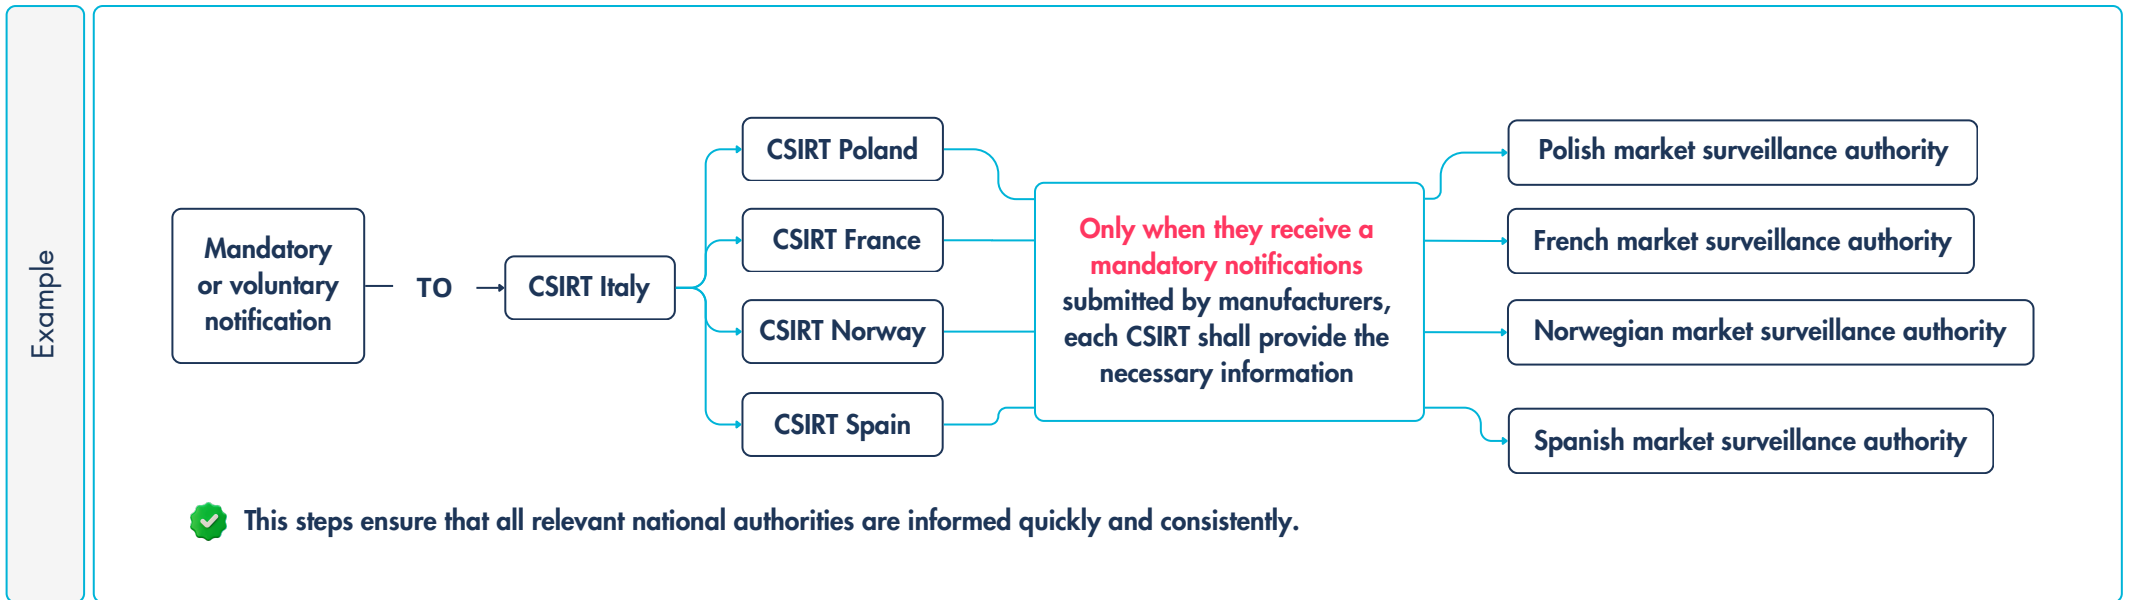 Example
Mandatory
or voluntary
notification
TO
CSIRT Italy
CSIRT Poland
CSIRT France
CSIRT Norway
CSIRT Spain
Only when they receive a
mandatory notifications
submitted by manufacturers,
each CSIRT shall provide the
necessary information
Polish market surveillance authority
French market surveillance authority
Norwegian market surveillance authority
Spanish market surveillance authority
This steps ensure that all relevant national authorities are informed quickly and consistently.